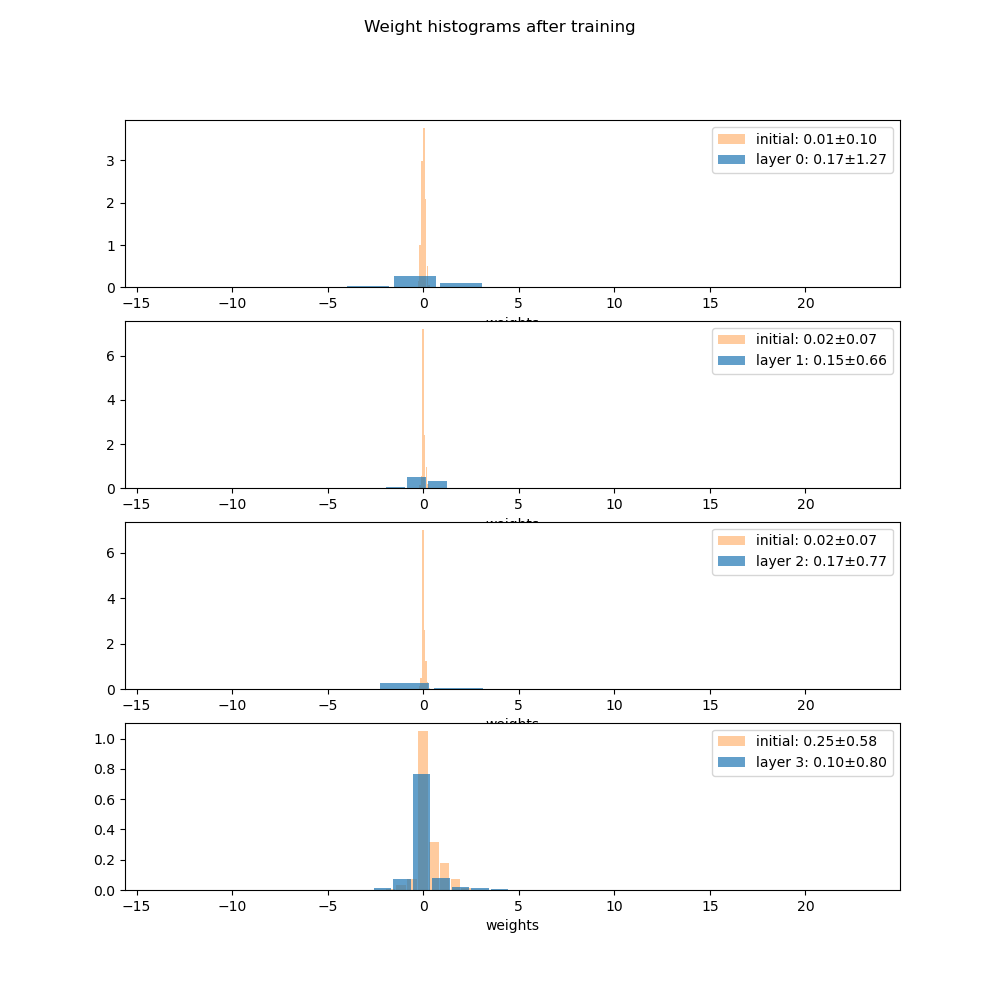 Weight histograms after training
initial: 0.01±0.10
layer 0: 0.17±1.27
3
2
1
0
−15 −10 −5 0 5 10 15 20
weights
initial: 0.02±0.07
layer 1: 0.15±0.66
6
4
2
0
−15 −10 −5 0 5 10 15 20
weights
initial: 0.02±0.07
layer 2: 0.17±0.77
6
4
2
0
−15 −10 −5 0 5 10 15 20
weights
initial: 0.25±0.58
layer 3: 0.10±0.80
1.0
0.8
0.6
0.4
0.2
0.0
−15 −10 −5 0 5 10 15 20
weights